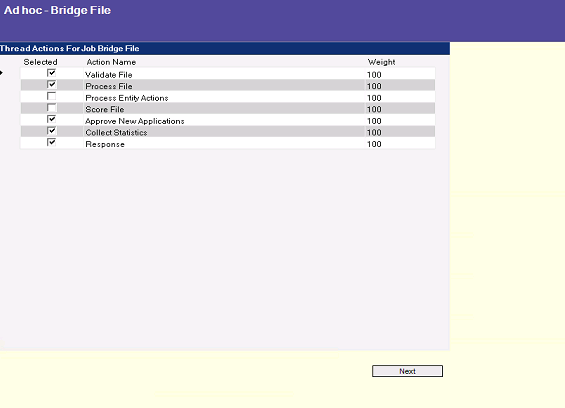 Ad hoc - Bridge File
Thread Actions For Job Bridge File
Selected Action Name Weight
Validate File 100
Process File 100
Process Entity Actions 100
Score File 100
Approve New Applications 100
Collect Statistics 100
Response 100
Next